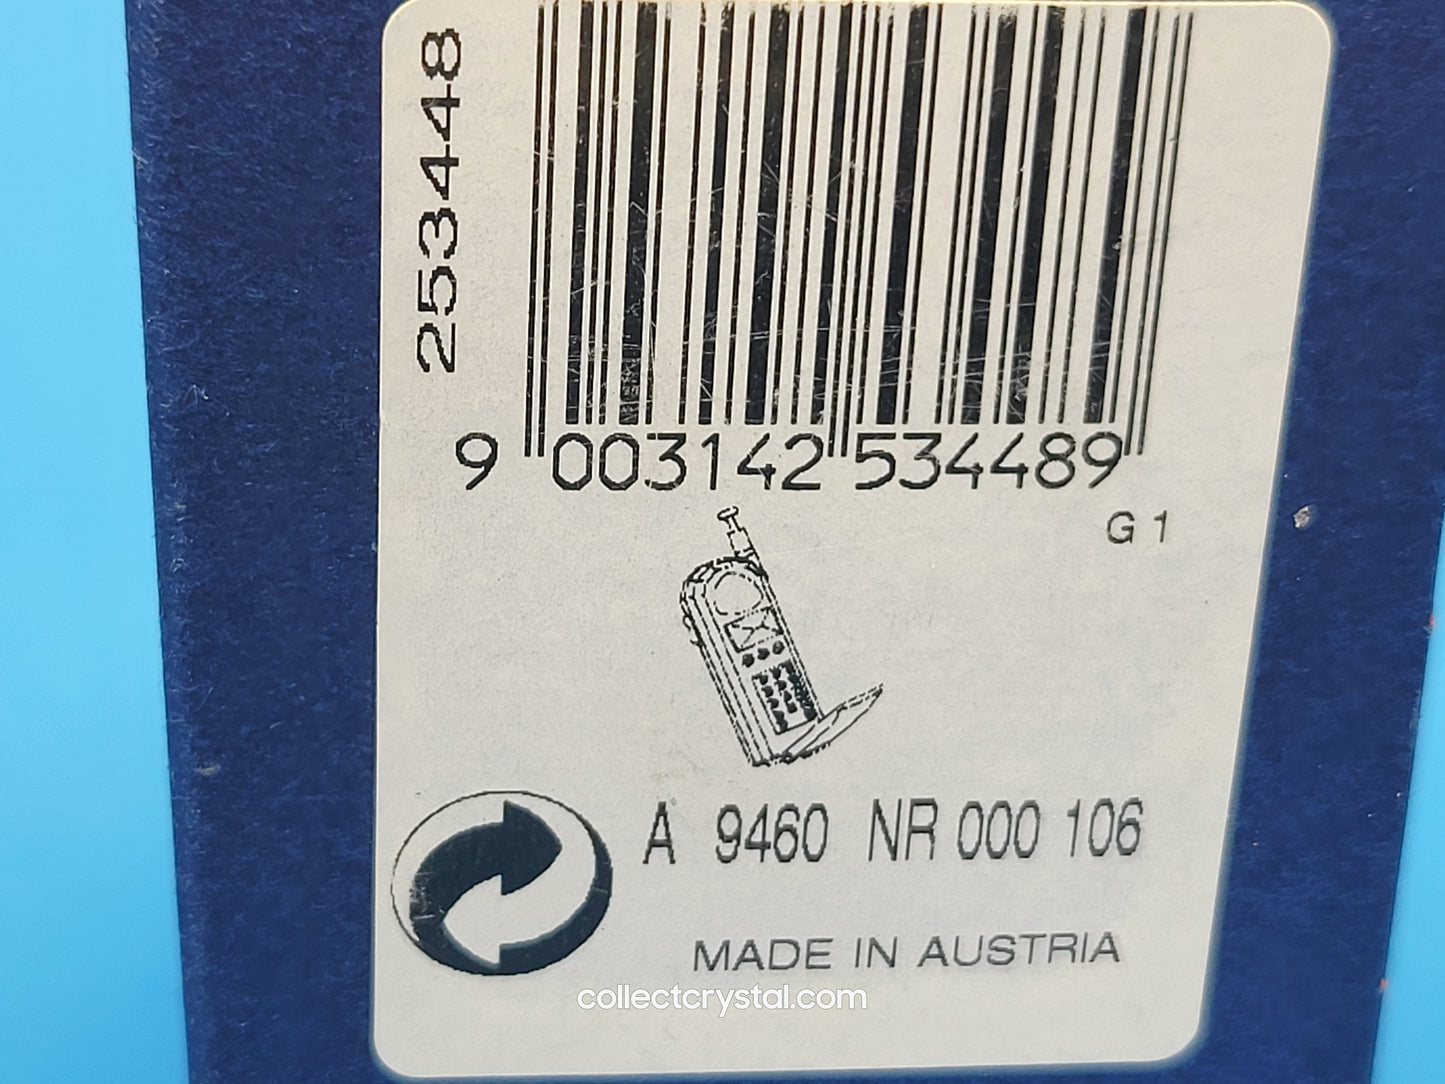 253448
9 003142 534489
G 1
A 9460 NR 000 106
MADE IN AUSTRIA
collectcrystal.com